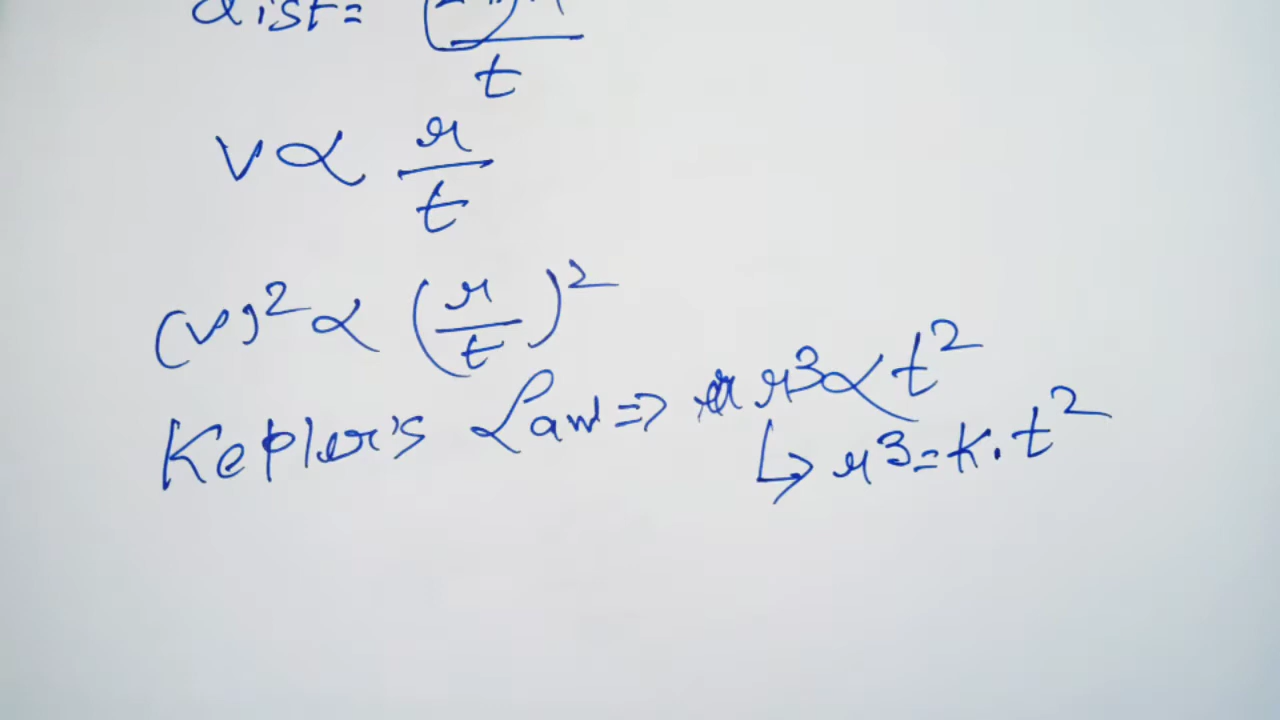 dist =
t
v ∝ r/t
(v)² ∝ (r/t)²
Kepler's Law ⇒ r³ ∝ t²
↳ r³ = K . t²